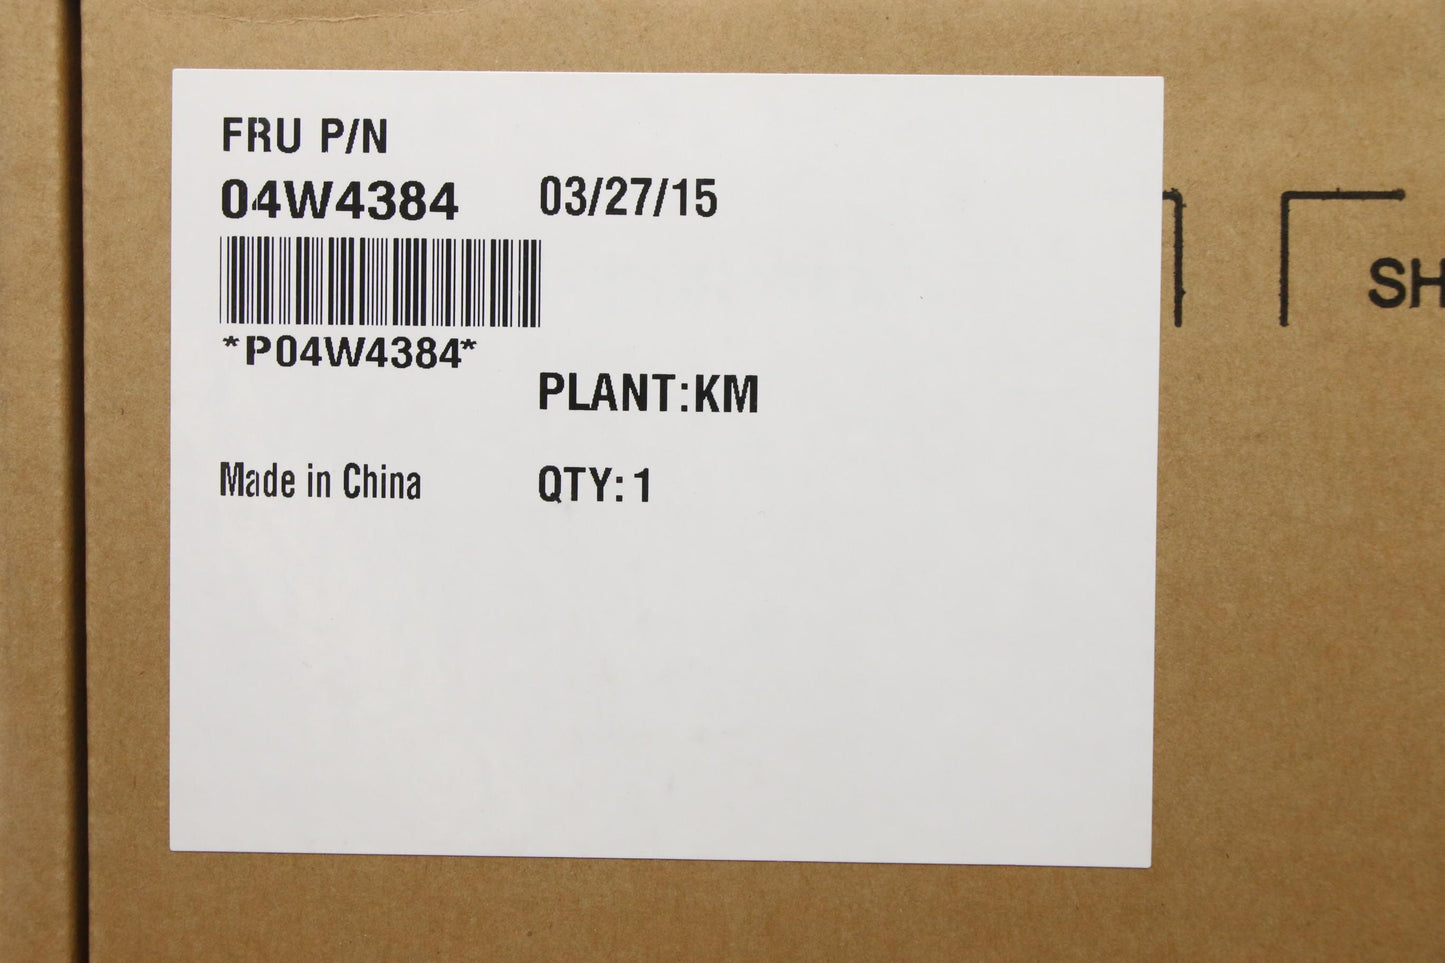 FRU P/N
04W4384 03/27/15
*P04W4384*
PLANT:KM
Made in China QTY:1
SH